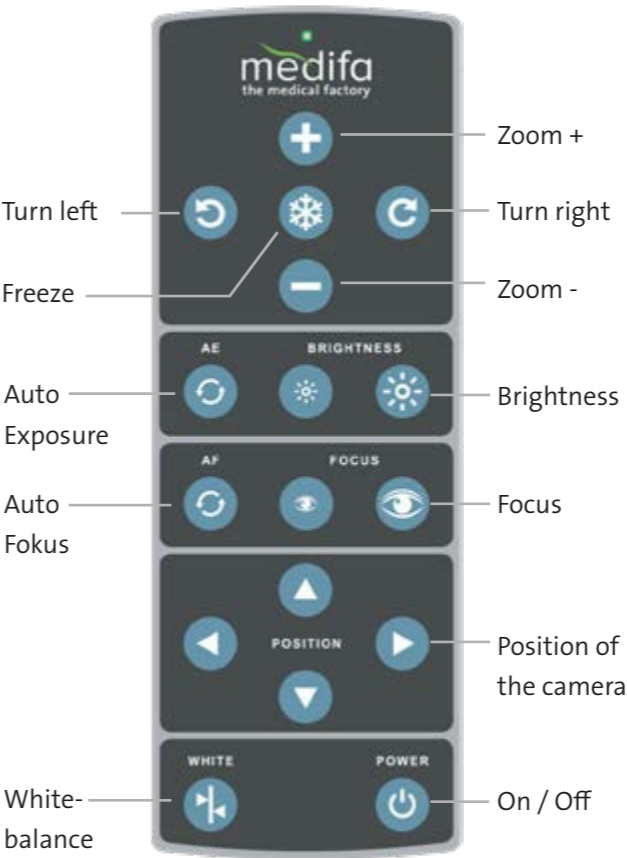 medifa
the medical factory
Zoom +
Turn left
Turn right
Freeze
Zoom -
AE
BRIGHTNESS
Auto
Exposure
Brightness
AF
FOCUS
Auto
Fokus
Focus
POSITION
Position of
the camera
WHITE
POWER
White-
balance
On / Off